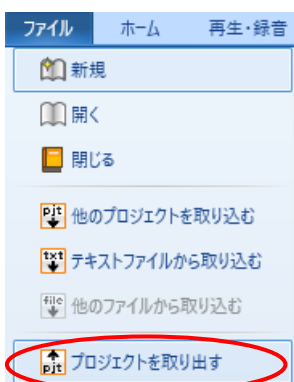 ファイル ホーム 再生・録音
新規
開く
閉じる
pjt 他のプロジェクトを取り込む
txt テキストファイルから取り込む
file 他のファイルから取り込む
pjt プロジェクトを取り出す